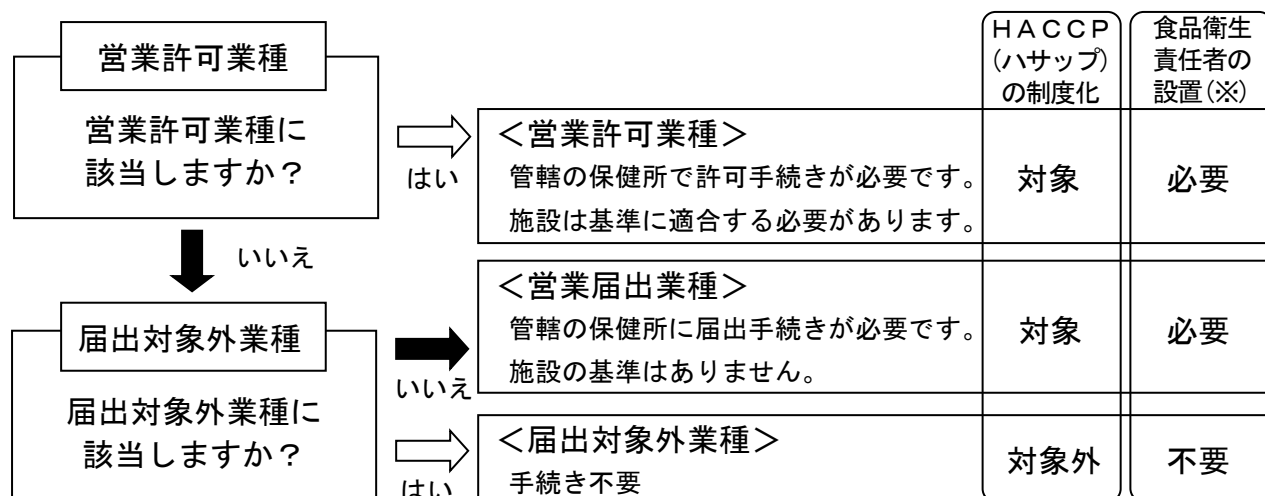 HACCP
(ハサップ)
の制度化
食品衛生
責任者の
設置(※)
営業許可業種
営業許可業種に
該当しますか?
はい
<営業許可業種>
管轄の保健所で許可手続きが必要です。
施設は基準に適合する必要があります。
対象
必要
いいえ
届出対象外業種
届出対象外業種に
該当しますか?
いいえ
<営業届出業種>
管轄の保健所に届出手続きが必要です。
施設の基準はありません。
対象
必要
はい
<届出対象外業種>
手続き不要
対象外
不要